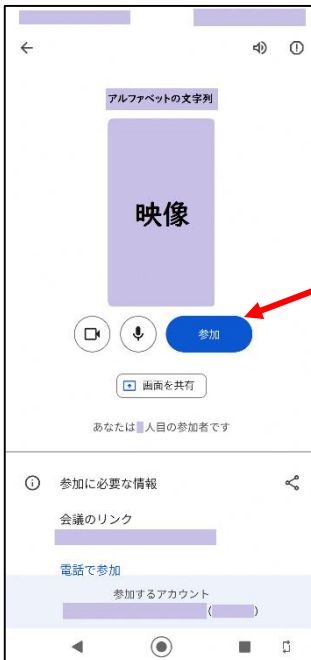 アルファベットの文字列
映像
参加
画面を共有
あなたは 人目の参加者です
参加に必要な情報
会議のリンク
電話で参加
参加するアカウント
( )